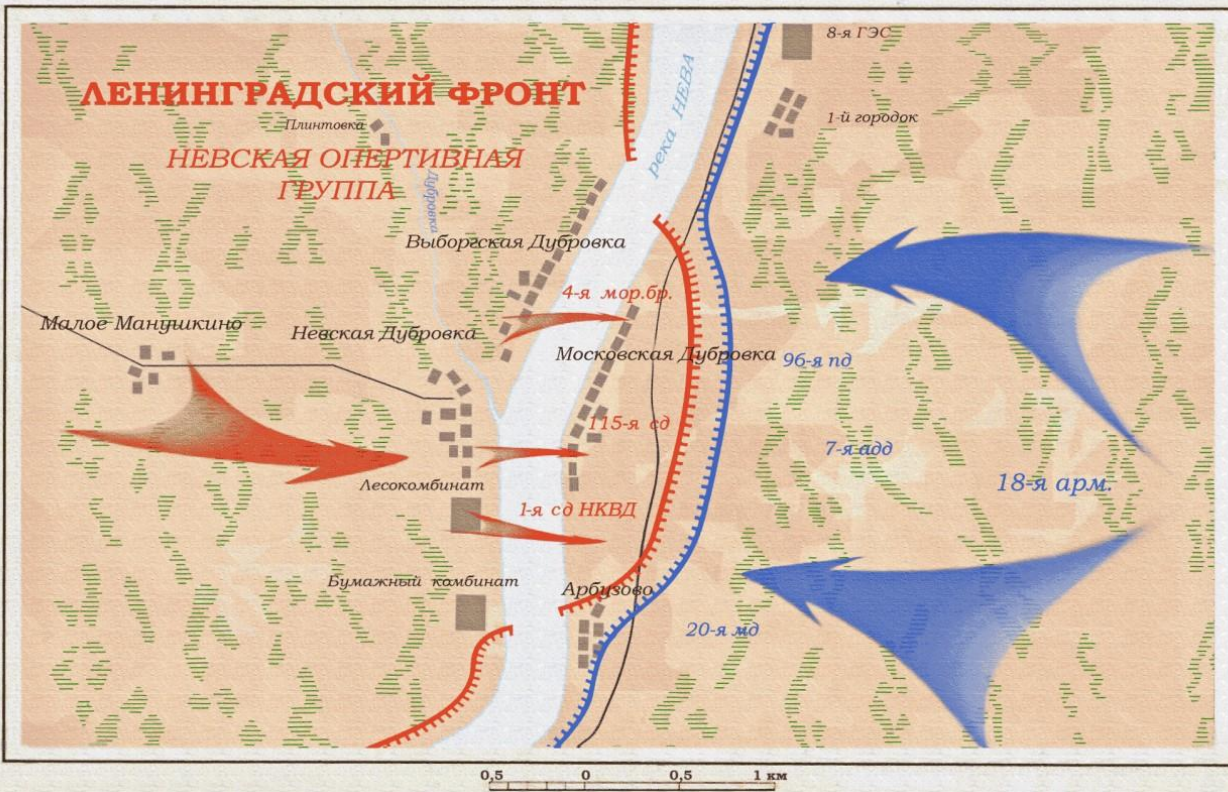 8-я ГЭС
ЛЕНИНГРАДСКИЙ ФРОНТ
река НЕВА
1-й городок
Плинтовка
НЕВСКАЯ ОПЕРТИВНАЯ
ГРУППА
Дубровка
Выборгская Дубровка
4-я мор.бр.
Малое Манушкино
Невская Дубровка
Московская Дубровка
96-я пд
115-я сд
7-я адд
18-я арм.
Лесокомбинат
1-я сд НКВД
Бумажный комбинат
Арбузово
20-я мд
0,5 0 0,5 1 км